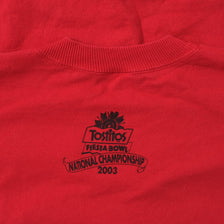 Tostitos
FIESTA BOWL
NATIONAL CHAMPIONSHIP
2003